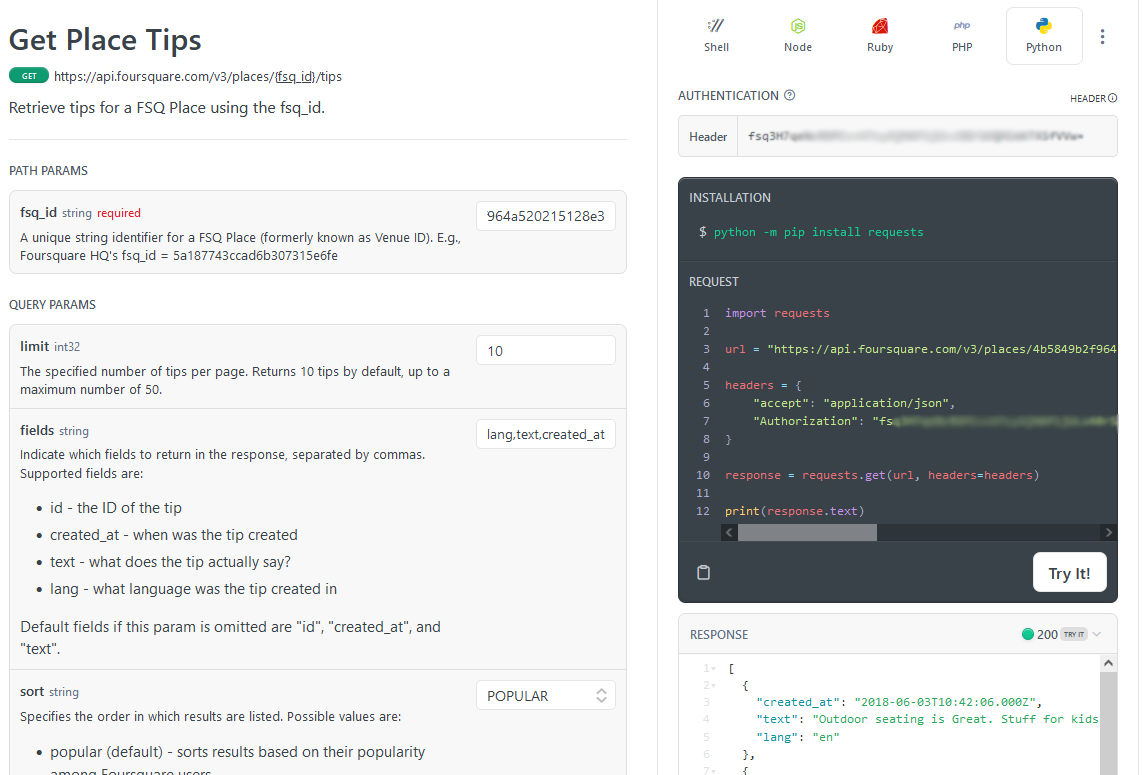 Get Place Tips
GET https://api.foursquare.com/v3/places/{fsq_id}/tips
Retrieve tips for a FSQ Place using the fsq_id.
PATH PARAMS
fsq_id string required
964a520215128e3
A unique string identifier for a FSQ Place (formerly known as Venue ID). E.g.,
Foursquare HQ's fsq_id = 5a187743ccad6b307315e6fe
QUERY PARAMS
limit int32
10
The specified number of tips per page. Returns 10 tips by default, up to a
maximum number of 50.
fields string
lang,text,created_at
Indicate which fields to return in the response, separated by commas.
Supported fields are:
• id - the ID of the tip
• created_at - when was the tip created
• text - what does the tip actually say?
• lang - what language was the tip created in
Default fields if this param is omitted are "id", "created_at", and
"text".
sort string
POPULAR
Specifies the order in which results are listed. Possible values are:
• popular (default) - sorts results based on their popularity
among Foursquare users
Shell
Node
Ruby
php
PHP
Python
AUTHENTICATION
HEADER
Header
fsq3H7
INSTALLATION
$ python -m pip install requests
REQUEST
1 import requests
2
3 url = "https://api.foursquare.com/v3/places/4b5849b2f964
4
5 headers = {
6 "accept": "application/json",
7 "Authorization": "fs
8 }
9
10 response = requests.get(url, headers=headers)
11
12 print(response.text)
Try It!
RESPONSE
200 TRY IT
1 [
2 {
3 "created_at": "2018-06-03T10:42:06.000Z",
4 "text": "Outdoor seating is Great. Stuff for kids
5 "lang": "en"
6 },
7 {